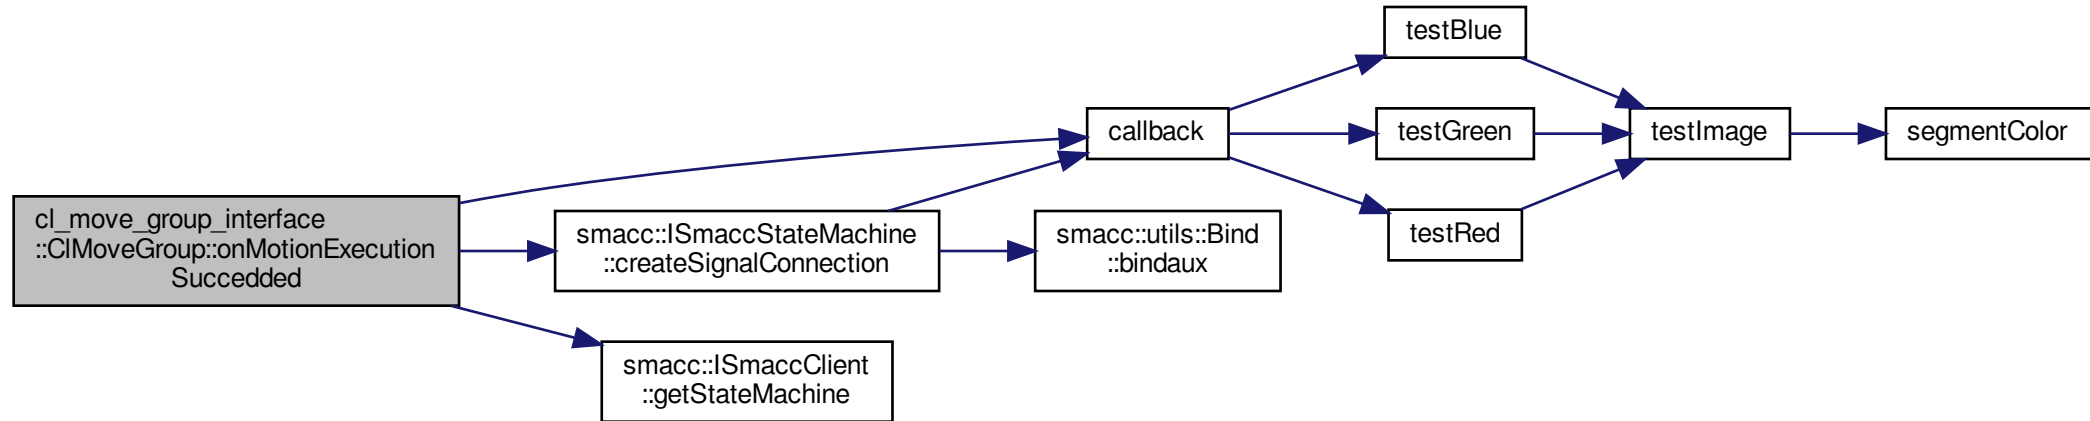 cl_move_group_interface
::ClMoveGroup::onMotionExecution
Succedded
smacc::ISmaccStateMachine
::createSignalConnection
smacc::ISmaccClient
::getStateMachine
callback
smacc::utils::Bind
::bindaux
testBlue
testGreen
testRed
testImage
segmentColor